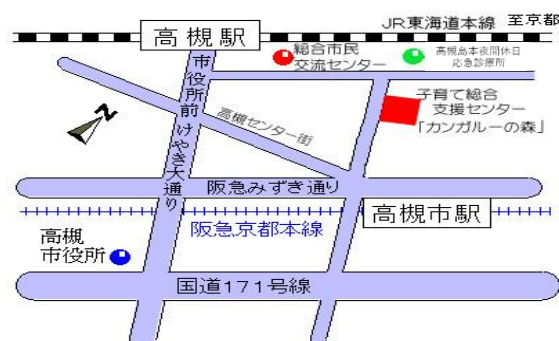 JR東海道本線 至京都
高槻駅
総合市民
交流センター
高槻島本夜間休日
応急診療所
市役所前けやき大通り
子育て総合
支援センター
「カンガルーの森」
高槻センター街
N
阪急みずき通り
高槻市駅
阪急京都本線
高槻
市役所
国道171号線